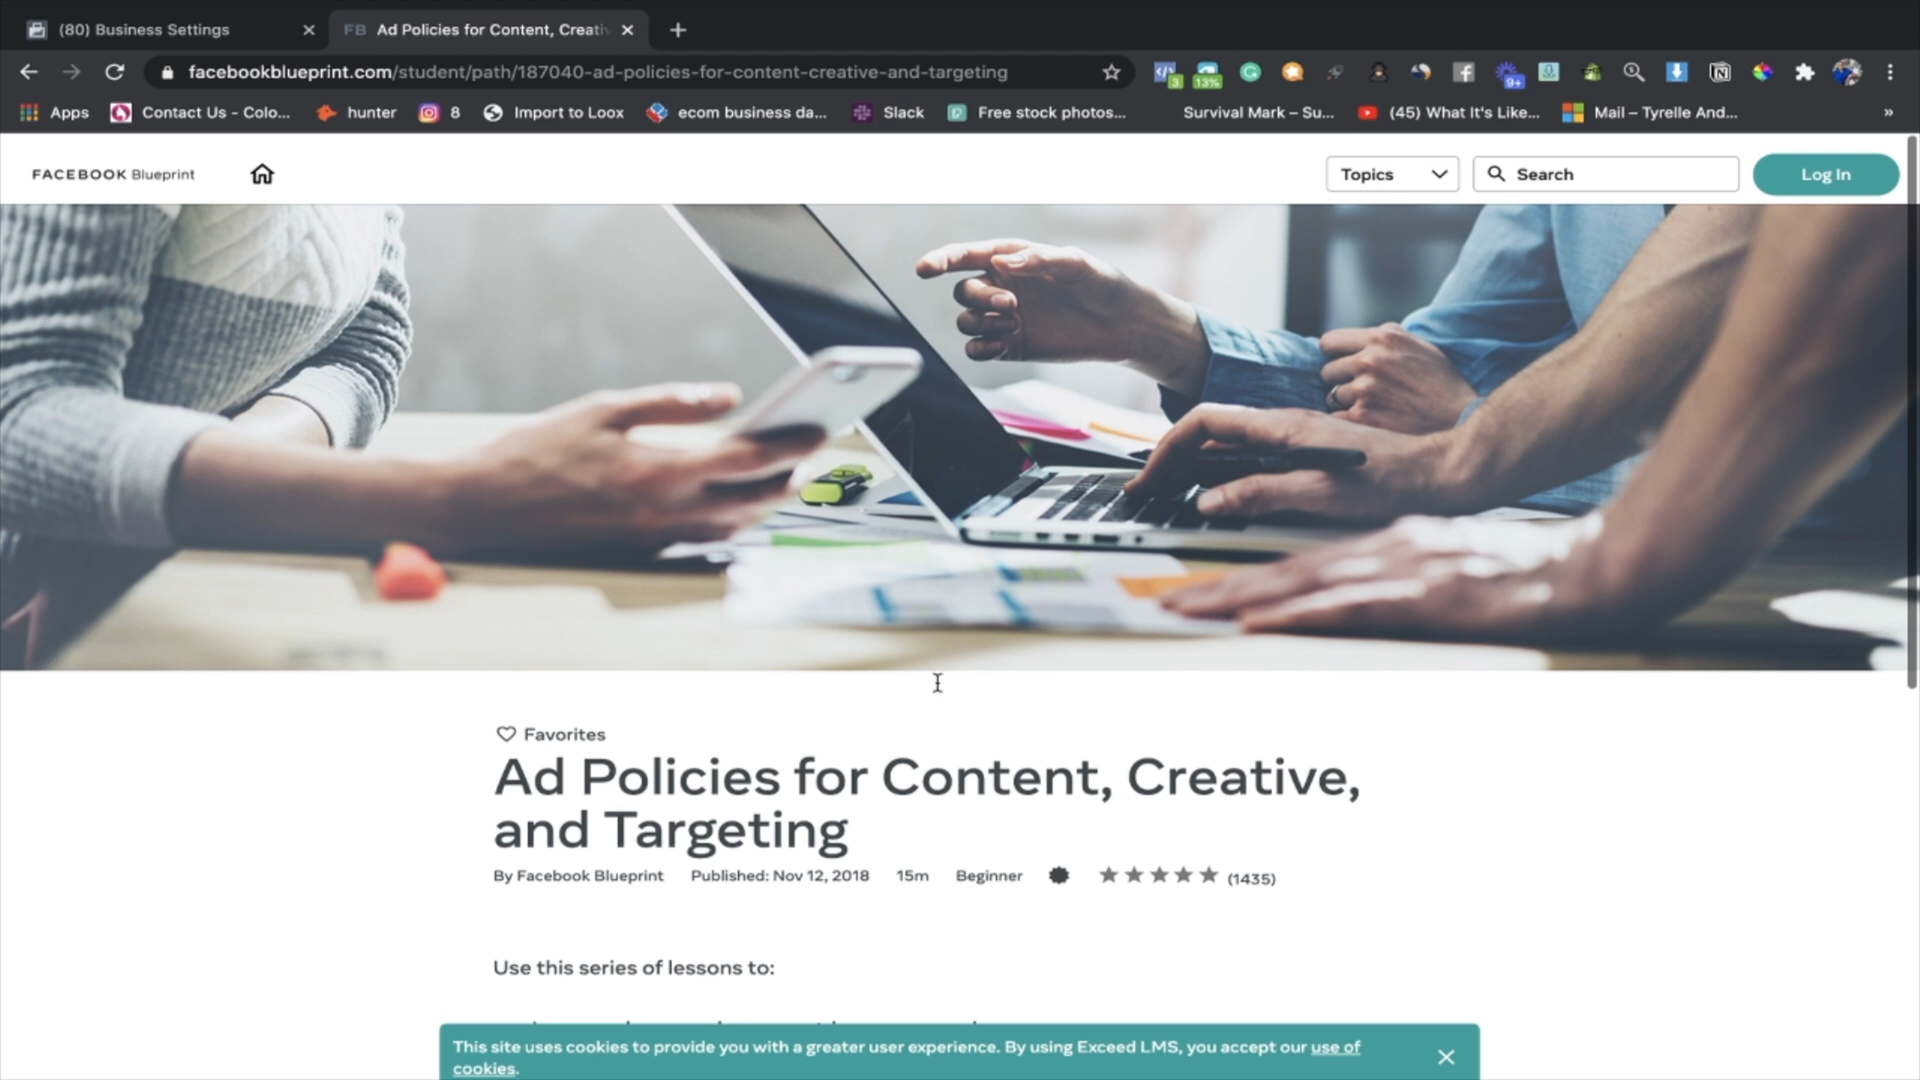 (80) Business Settings
FB Ad Policies for Content, Creati
facebookblueprint.com/student/path/187040-ad-policies-for-content-creative-and-targeting
3
13%
9+
Apps
Contact Us - Colo...
hunter
8
Import to Loox
ecom business da...
Slack
Free stock photos...
Survival Mark – Su...
(45) What It's Like...
Mail – Tyrelle And...
»
FACEBOOK Blueprint
Topics
Search
Log In
Favorites
Ad Policies for Content, Creative,
and Targeting
By Facebook Blueprint Published: Nov 12, 2018 15m Beginner (1435)
Use this series of lessons to:
This site uses cookies to provide you with a greater user experience. By using Exceed LMS, you accept our use of
cookies.